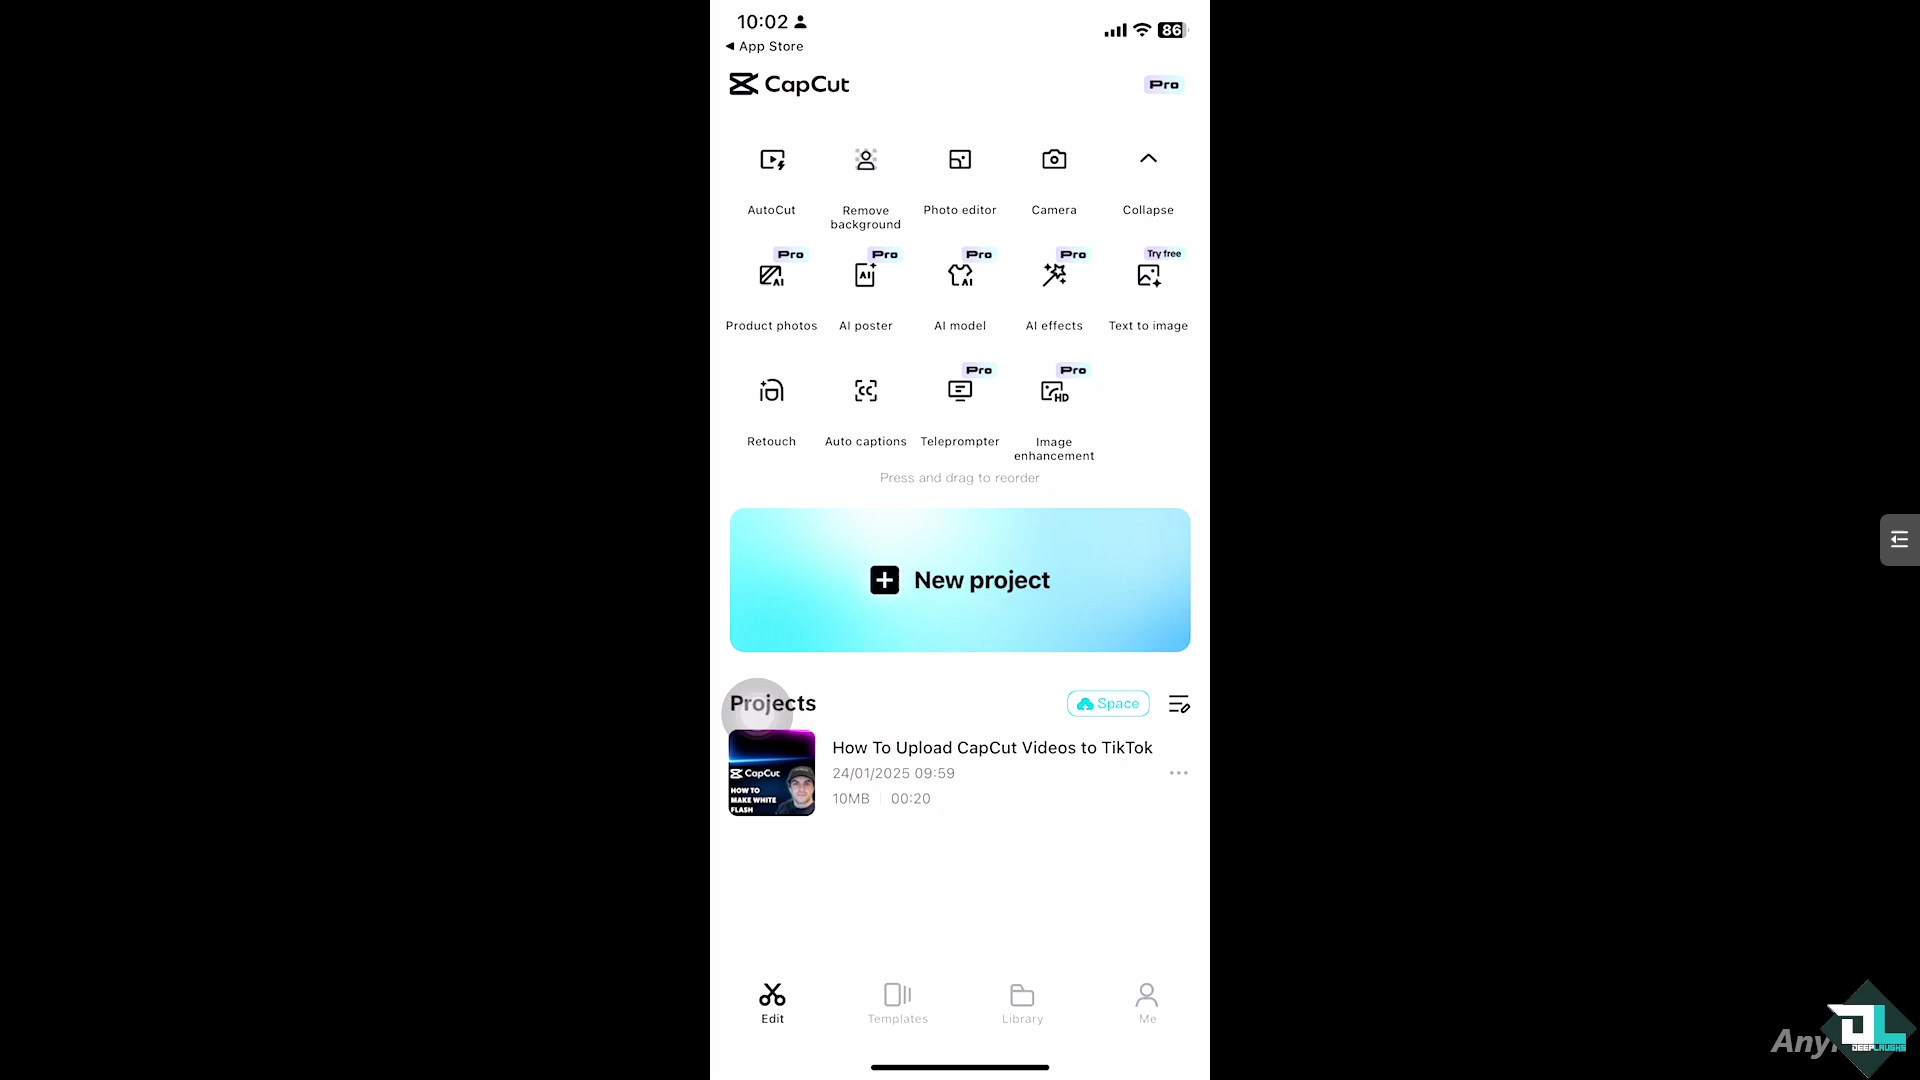 10:02
86
◀ App Store
CapCut
Pro
AutoCut
Remove
background
Photo editor
Camera
Collapse
Pro
Pro
Pro
Pro
Try free
Product photos
AI poster
AI model
AI effects
Text to image
Pro
Pro
Retouch
Auto captions
Teleprompter
Image
enhancement
Press and drag to reorder
New project
Projects
Space
CapCut
HOW TO
MAKE WHITE
FLASH
How To Upload CapCut Videos to TikTok
24/01/2025 09:59
10MB
00:20
Edit
Templates
Library
Me
DL
DEEPLAUGHS